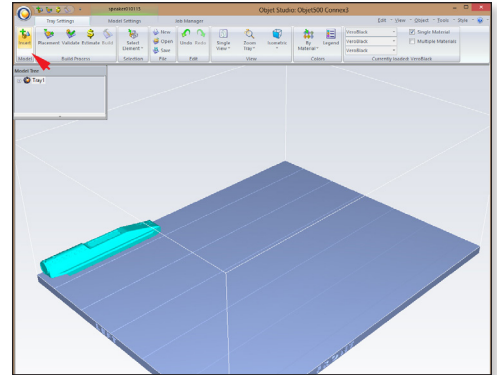 speaker010115
Objet Studio: Objet500 Connex3
Tray Settings
Model Settings
Job Manager
Edit
View
Object
Tools
Style
Insert
Placement
Validate
Estimate
Build
Select
Element
New
Open
Save
Undo
Redo
Single
View
Zoom
Tray
Isometric
By
Material
Legend
VeroBlack
VeroBlack
VeroBlack
Single Material
Multiple Materials
Model
Build Process
Selection
File
Edit
View
Colors
Currently loaded: VeroBlack
Model Tree
Tray1